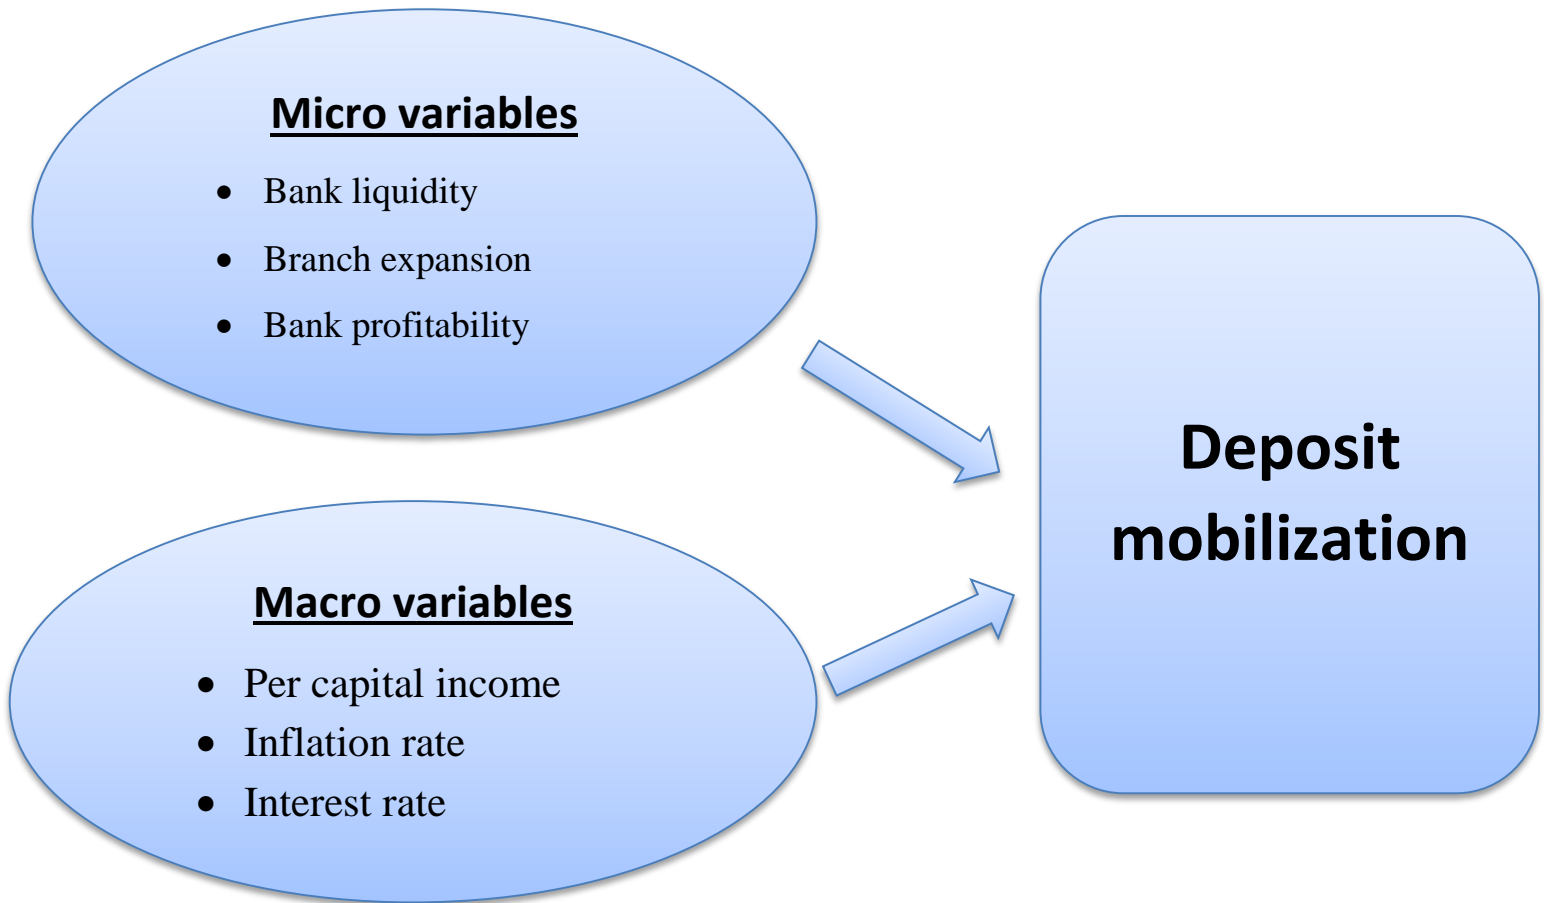 Micro variables
• Bank liquidity
• Branch expansion
• Bank profitability
Macro variables
• Per capital income
• Inflation rate
• Interest rate
Deposit
mobilization